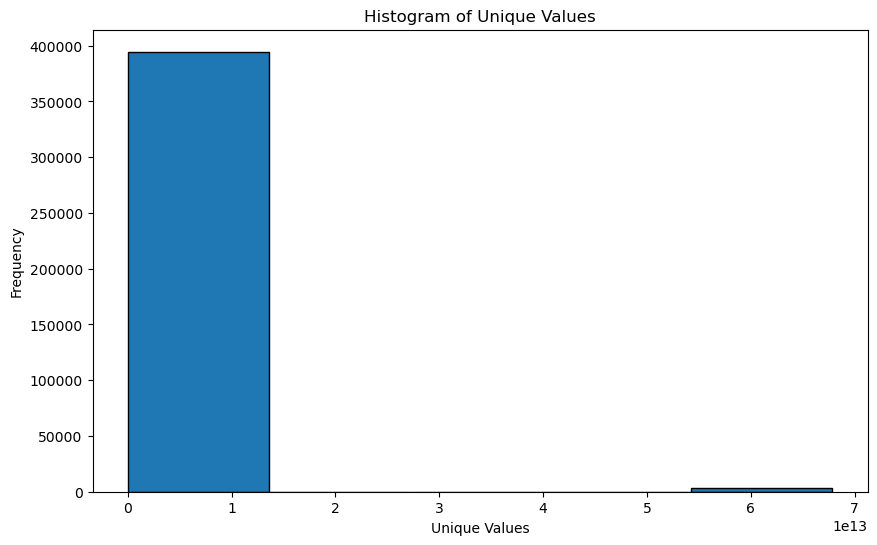 Histogram of Unique Values
400000
350000
300000
250000
200000
150000
100000
50000
0
Frequency
0 1 2 3 4 5 6 7
1e13
Unique Values